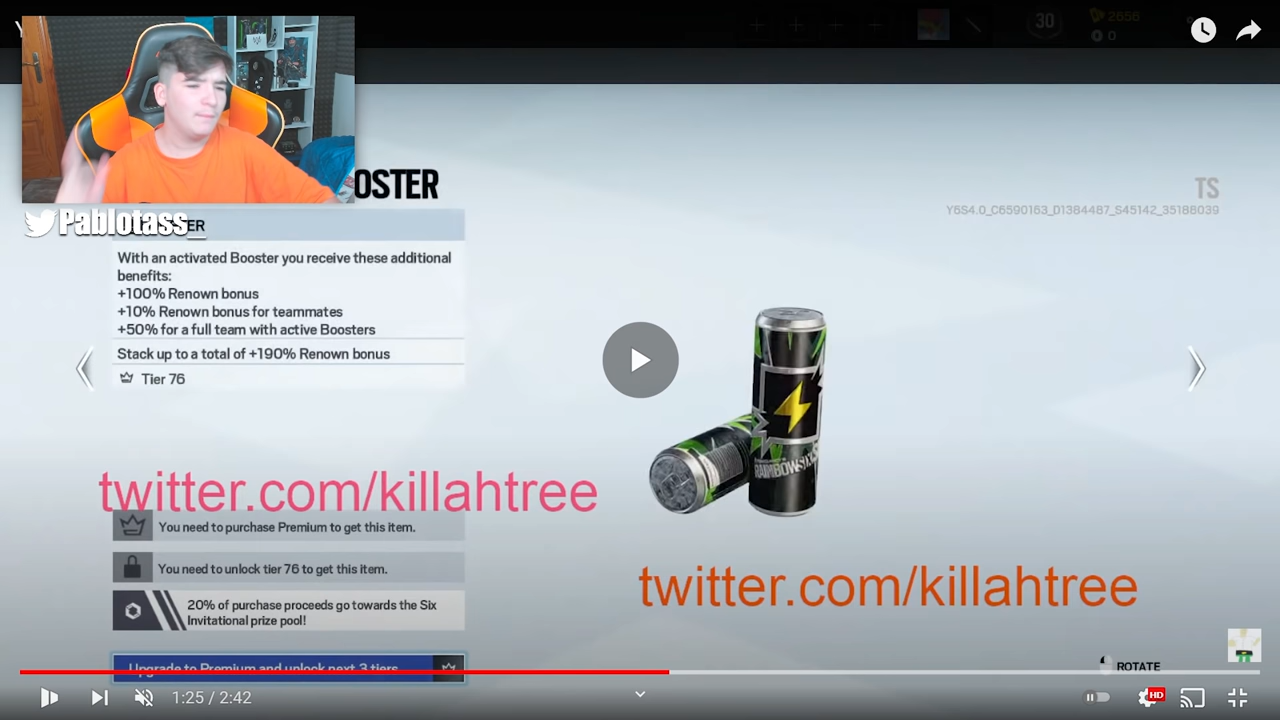 30
2656
0
OSTER
TS
Y6S4.0_C6590163_D1384487_S45142_35188039
Pablotass_
ER
With an activated Booster you receive these additional
benefits:
+100% Renown bonus
+10% Renown bonus for teammates
+50% for a full team with active Boosters
Stack up to a total of +190% Renown bonus
Tier 76
RAINBOWSIX
twitter.com/killahtree
You need to purchase Premium to get this item.
You need to unlock tier 76 to get this item.
twitter.com/killahtree
20% of purchase proceeds go towards the Six
Invitational prize pool!
Upgrade to Premium and unlock next 3 tiers
ROTATE
1:25 / 2:42
HD